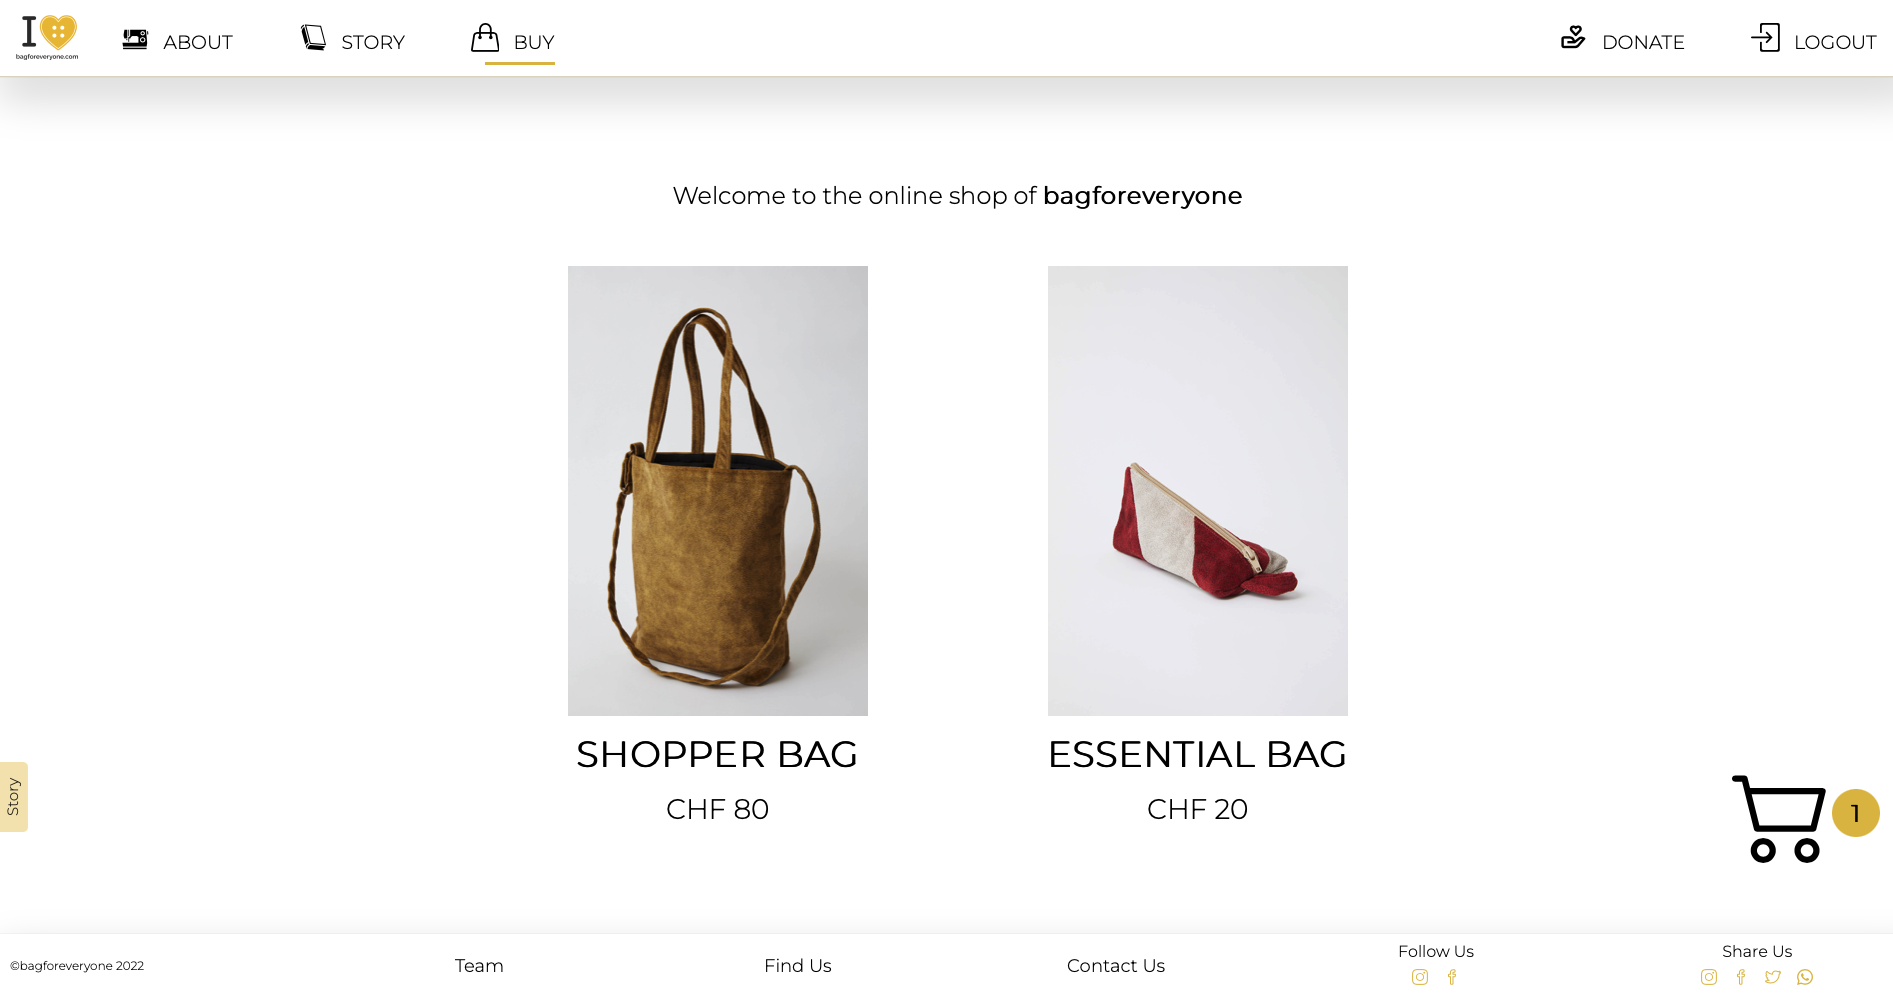 I
bagforeveryone.com
ABOUT
STORY
BUY
DONATE
LOGOUT
Welcome to the online shop of bagforeveryone
SHOPPER BAG
ESSENTIAL BAG
CHF 80
CHF 20
Story
1
©bagforeveryone 2022
Team
Find Us
Contact Us
Follow Us
Share Us